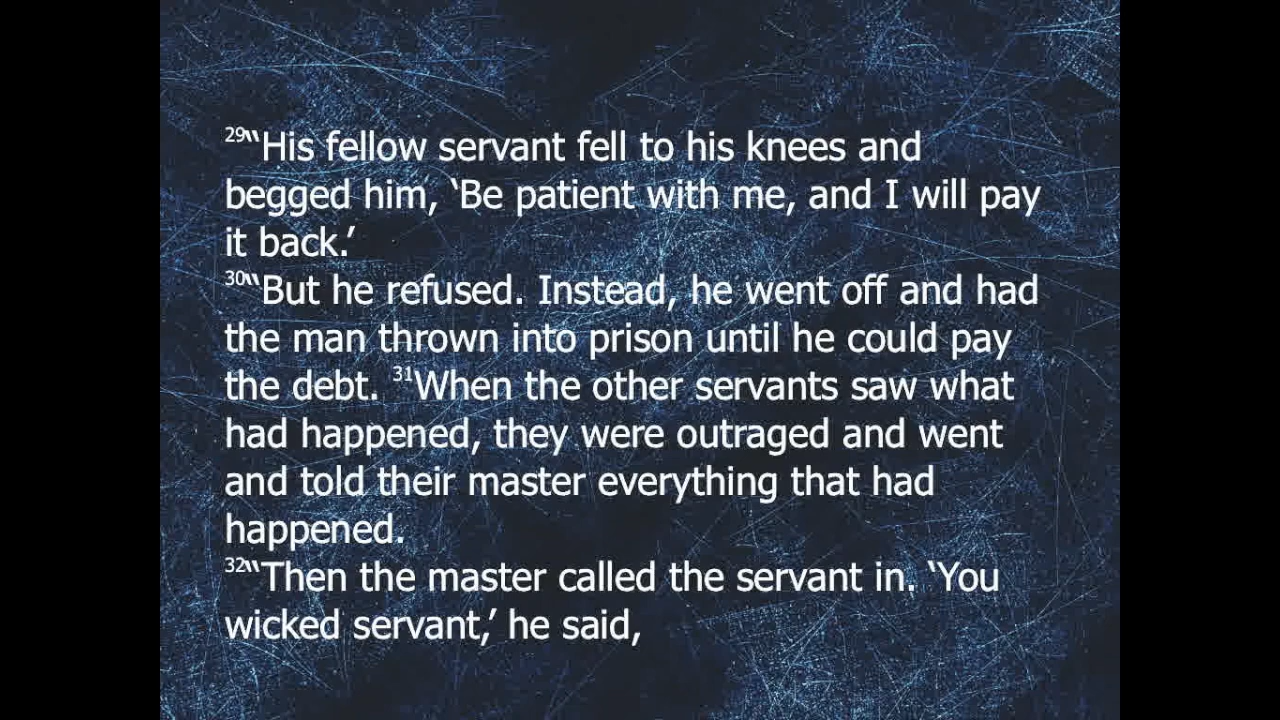 29“His fellow servant fell to his knees and
begged him, ‘Be patient with me, and I will pay
it back.’
30“But he refused. Instead, he went off and had
the man thrown into prison until he could pay
the debt. 31When the other servants saw what
had happened, they were outraged and went
and told their master everything that had
happened.
32“Then the master called the servant in. ‘You
wicked servant,’ he said,